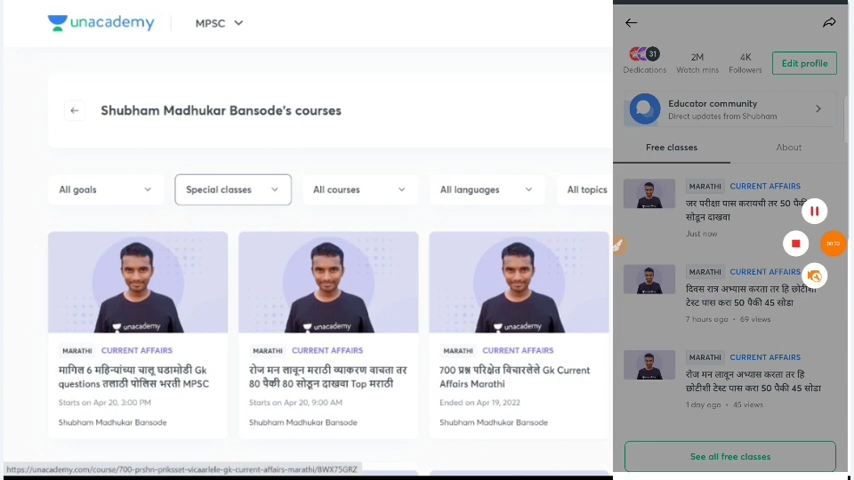 unacademy
MPSC
Shubham Madhukar Bansode's courses
All goals
Special classes
All courses
All languages
All topics
unacademy
unacademy
unacademy
MARATHI CURRENT AFFAIRS
मागिल 6 महिन्यांच्या चालू घडामोडी Gk
questions तलाठी पोलिस भरती MPSC
Starts on Apr 20, 3:00 PM
Shubham Madhukar Bansode
MARATHI CURRENT AFFAIRS
रोज मन लावून मराठी व्याकरण वाचता तर
80 पैकी 80 सोडून दाखवा Top मराठी
Starts on Apr 20, 9:00 AM
Shubham Madhukar Bansode
MARATHI CURRENT AFFAIRS
700 प्रश्न परिक्षेत विचारलेले Gk Current
Affairs Marathi
Ended on Apr 19, 2022
Shubham Madhukar Bansode
https://unacademy.com/course/700-prshn-priksset-vicaarlele-gk-current-affairs-marathi/8WX75GRZ
31
Dedications
2M
Watch mins
4K
Followers
Edit profile
Educator community
Direct updates from Shubham
Free classes
About
MARATHI CURRENT AFFAIRS
जर परीक्षा पास करायची तर 50 पैकी
सोडून दाखवा
Just now
MARATHI CURRENT AFFAIRS
दिवस रात्र अभ्यास करता तर हि छोटीशी
टेस्ट पास करा 50 पैकी 45 सोडा
7 hours ago • 69 views
MARATHI CURRENT AFFAIRS
रोज मन लावून अभ्यास करता तर हि
छोटीशी टेस्ट पास करा 50 पैकी 45 सोडा
1 day ago • 45 views
See all free classes